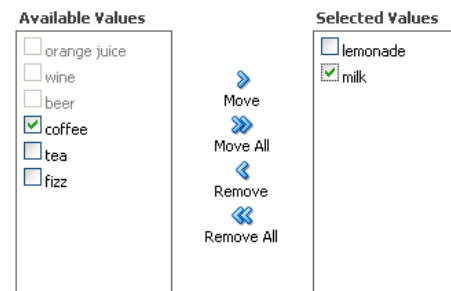 Available Values
orange juice
wine
beer
coffee
tea
fizz
Move
Move All
Remove
Remove All
Selected Values
lemonade
milk